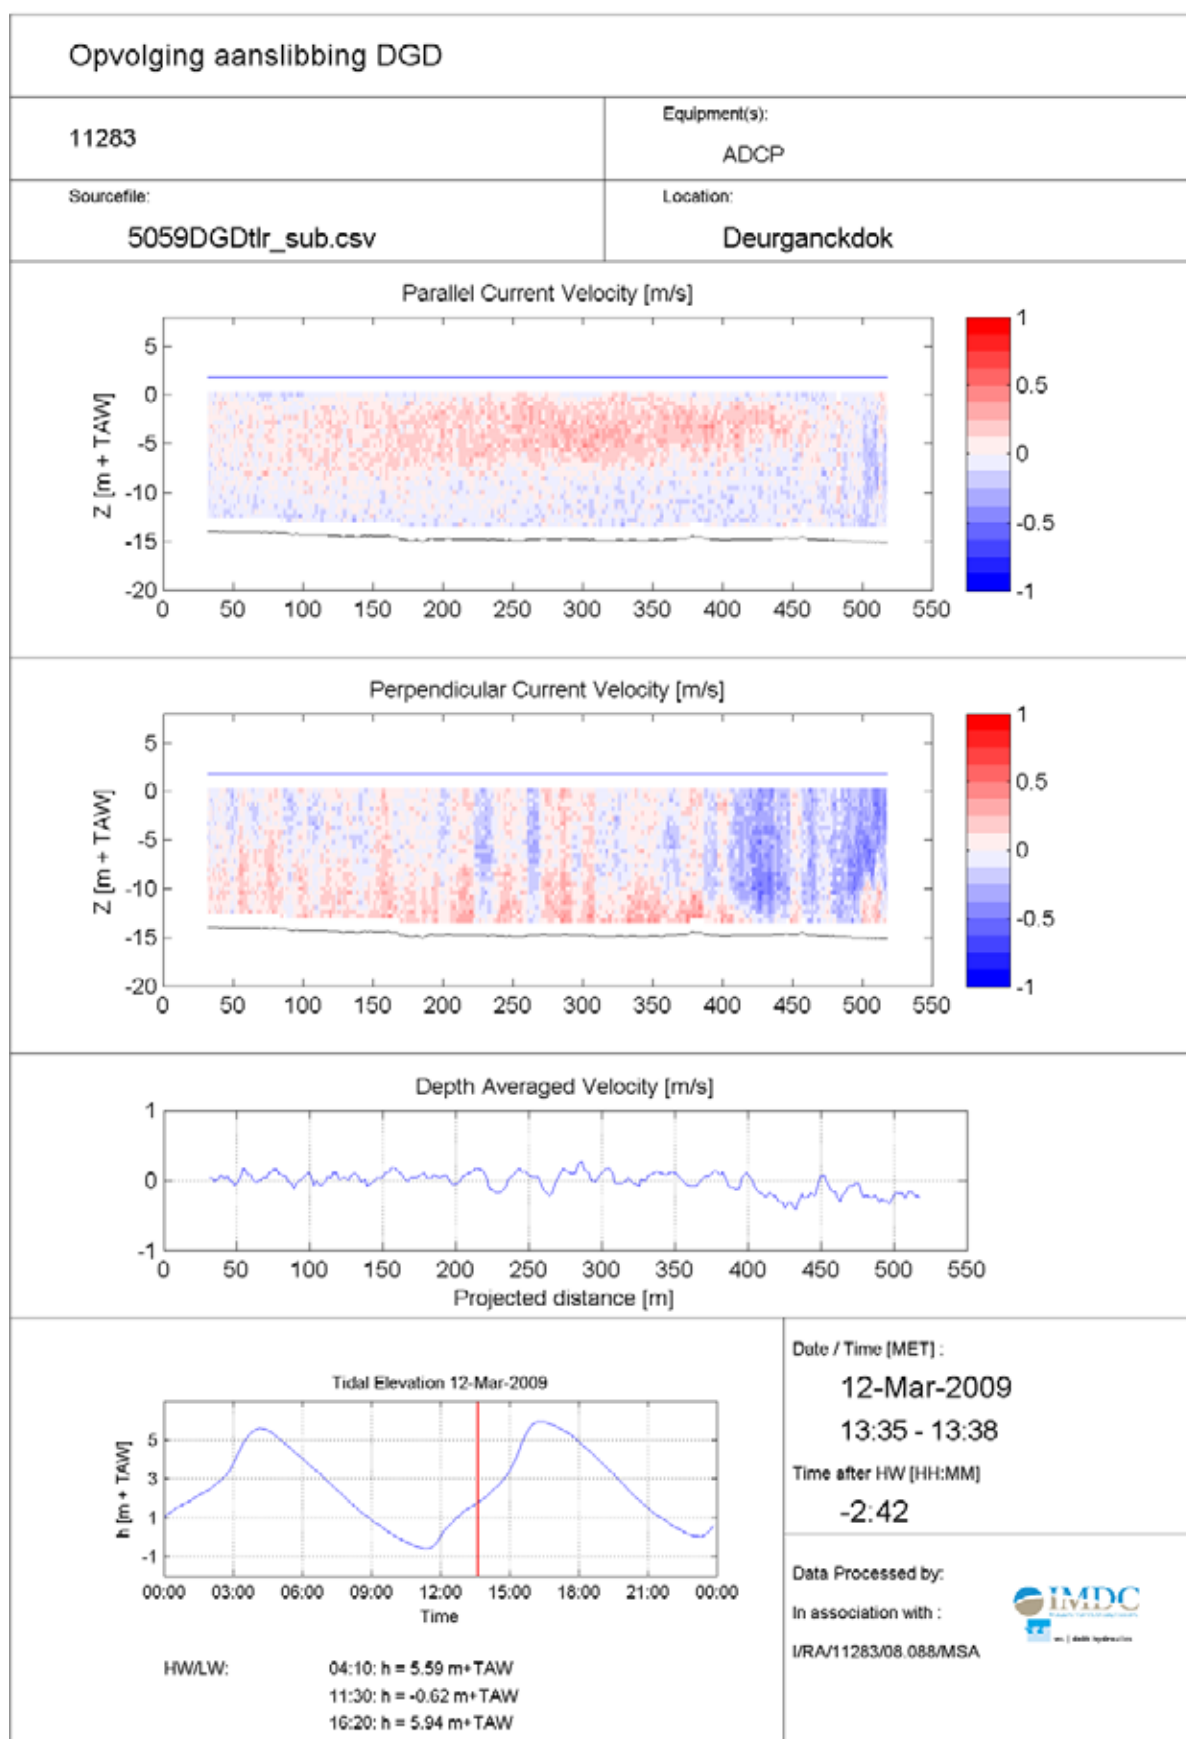 Opvolging aanslibbing DGD
11283
Equipment(s):
ADCP
Sourcefile:
5059DGDtlr_sub.csv
Location:
Deurganckdok
Parallel Current Velocity [m/s]
Z [m + TAW]
5
0
-5
-10
-15
-20
0 50 100 150 200 250 300 350 400 450 500 550
1
0.5
0
-0.5
-1
Perpendicular Current Velocity [m/s]
Z [m + TAW]
5
0
-5
-10
-15
-20
0 50 100 150 200 250 300 350 400 450 500 550
1
0.5
0
-0.5
-1
Depth Averaged Velocity [m/s]
1
0
-1
0 50 100 150 200 250 300 350 400 450 500 550
Projected distance [m]
Tidal Elevation 12-Mar-2009
h [m + TAW]
5
3
1
-1
00:00 03:00 06:00 09:00 12:00 15:00 18:00 21:00 00:00
Time
HW/LW:
04:10: h = 5.59 m+TAW
11:30: h = -0.62 m+TAW
16:20: h = 5.94 m+TAW
Date / Time [MET] :
12-Mar-2009
13:35 - 13:38
Time after HW [HH:MM]
-2:42
Data Processed by:
IMDC
In association with :
wl | delft hydraulics
I/RA/11283/08.088/MSA